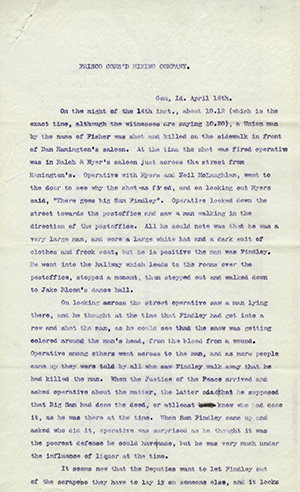 FRISCO CONS'D MINING COMPANY.
Gem, Id. April 16th.
On the night of the 14th inst., about 10.12 (which is the
exact time, although the witnesses are saying 10.20), a Union man
by the name of Fisher was shot and killed on the sidewalk in front
of Dan Hanington's saloon. At the time the shot was fired operative
was in Balch & Myer's saloon just across the street from
Hanington's. Operative with Myers and Neil McLaughlan, went
to the door to see why the shot was fired, and on looking out Myers
said, "There goes big Sam Findley". Operative looked down the
street towards the postoffice and saw a man walking in the
direction of the postoffice. All he could note was that he was a
very large man, and wore a large white hat and a dark suit of
clothes and frock coat, but he is positive the man was Findley.
He went into the hallway which leads to the rooms over the
postoffice, stopped a moment, then stepped out and walked down
to Jake Bloom's dance hall.
On looking across the street operative saw a man lying
there, and he thought at the time that Findley had got into a
row and shot the man, as he could see that the snow was getting
colored around the man's head, from the blood from a wound.
Operative among others went across to the man, and as more people
came up they were told by all who saw Findley walk away that he
had killed the man. When the Justice of the Peace arrived and
asked operative about the matter, the latter said that he supposed
that Big Sam had done the deed, or atleast knew who had done
it, as he was there at the time. When Sam Findley came up and
asked who did it, operative was surprised as he thought it was
the poorest defense he could have made, but he was very much under
the influence of liquor at the time.
It seems now that the Deputies want to let Findley out
of the scrape they have to lay it on someone else, and it looks